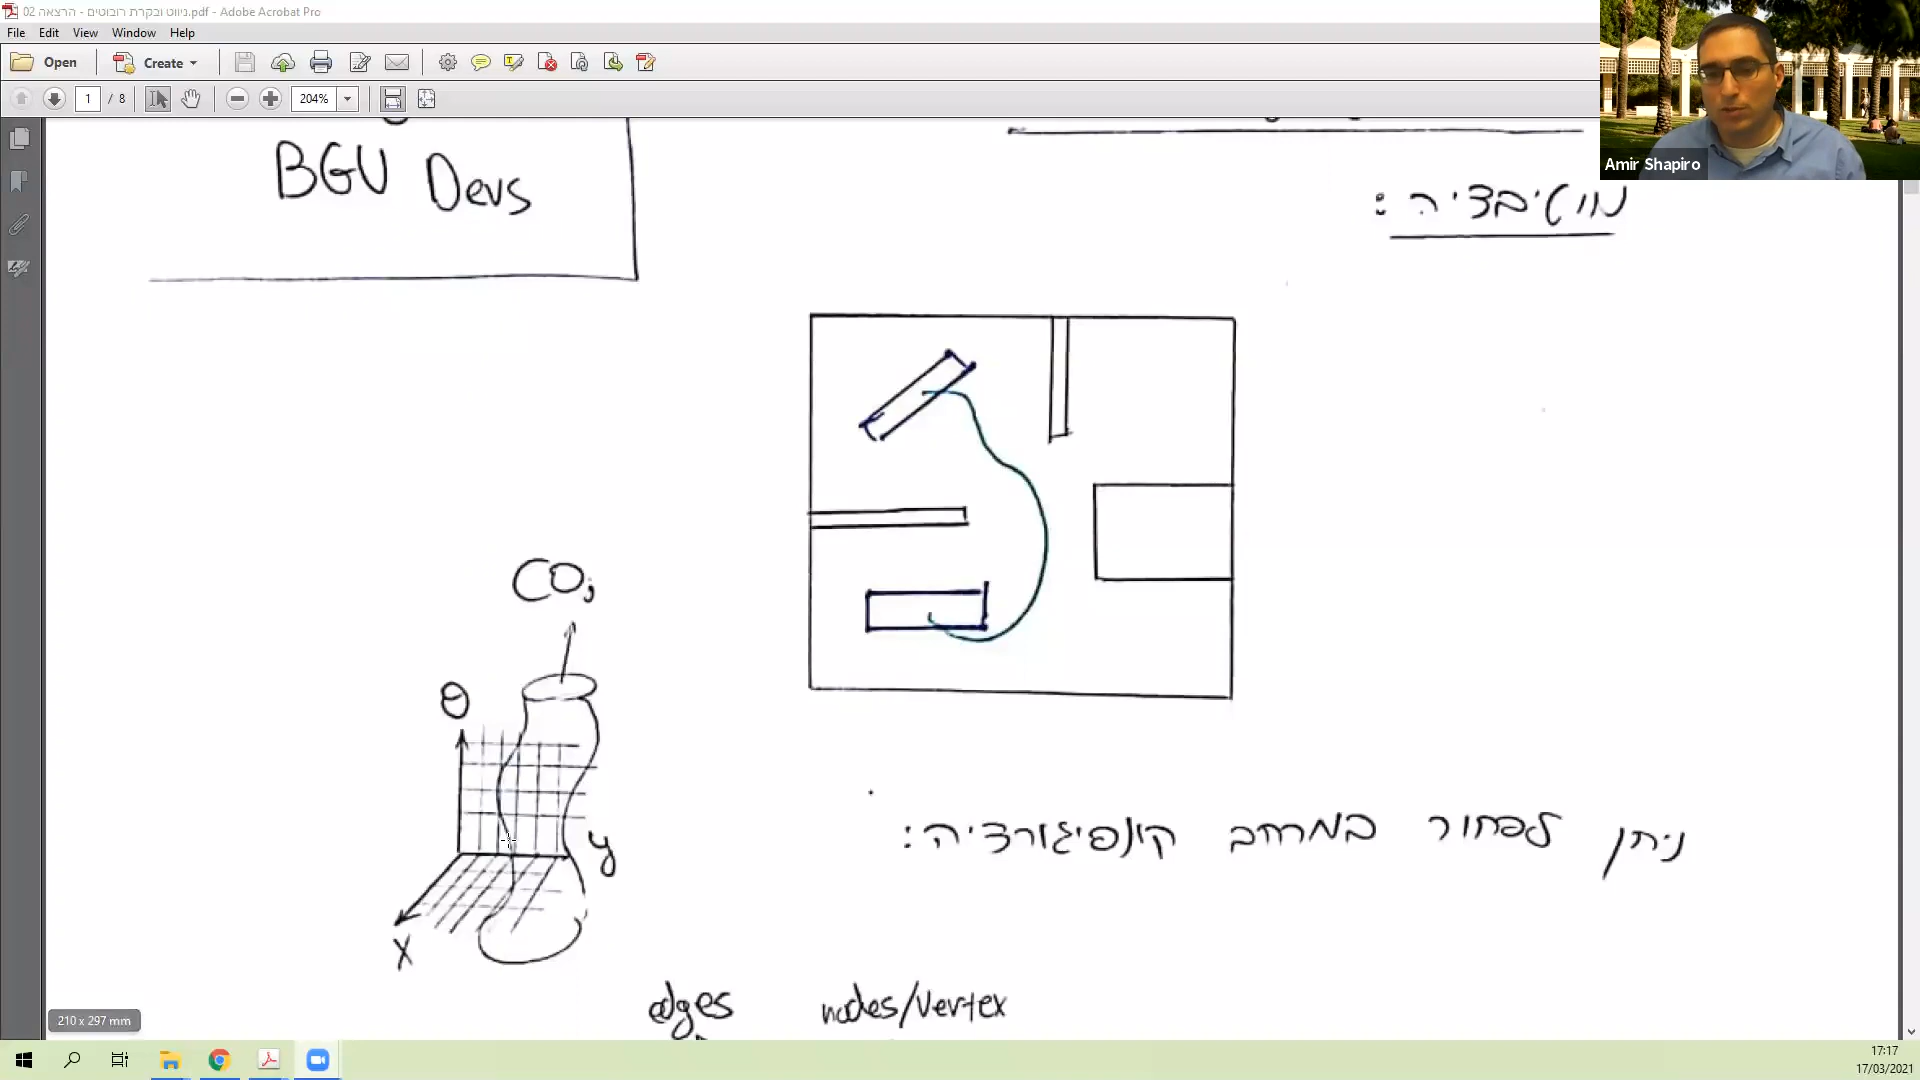 ניווט ובקרת רובוטים - הרצאה 02.pdf - Adobe Acrobat Pro
File Edit View Window Help
Open Create
1 / 8 204%
Amir Shapiro
BGU Devs
מוטיבציה:
COi
θ
y
X
ניתן לבחור במרחב קונפיגורציה:
edges nodes/Vertex
210 x 297 mm
17:17
17/03/2021